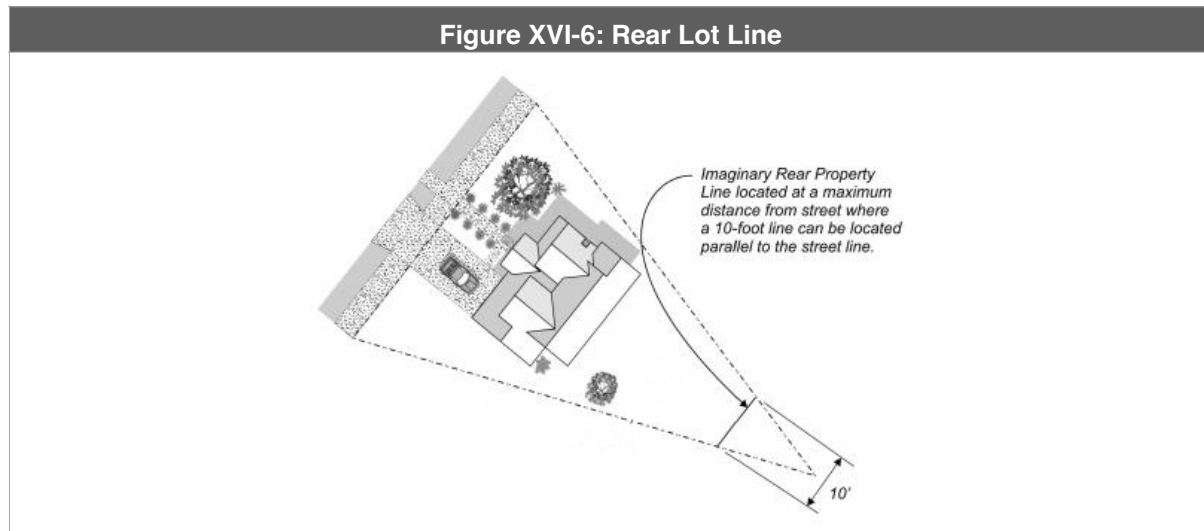 Figure XVI-6: Rear Lot Line
Imaginary Rear Property
Line located at a maximum
distance from street where
a 10-foot line can be located
parallel to the street line.
10'